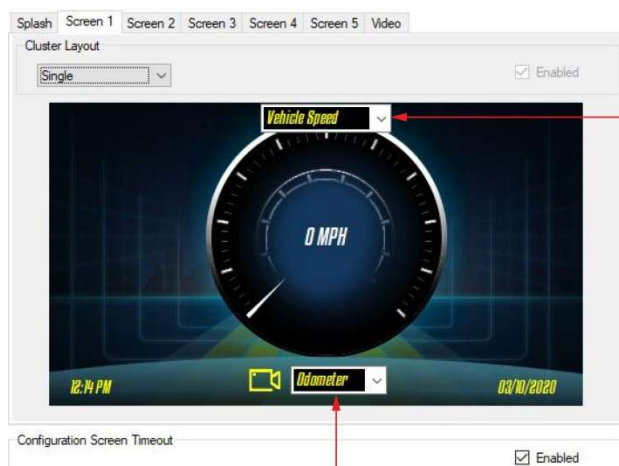 Splash Screen 1 Screen 2 Screen 3 Screen 4 Screen 5 Video
Cluster Layout
Single
Enabled
Vehicle Speed
0 MPH
12:14 PM
Odometer
03/10/2020
Configuration Screen Timeout
Enabled